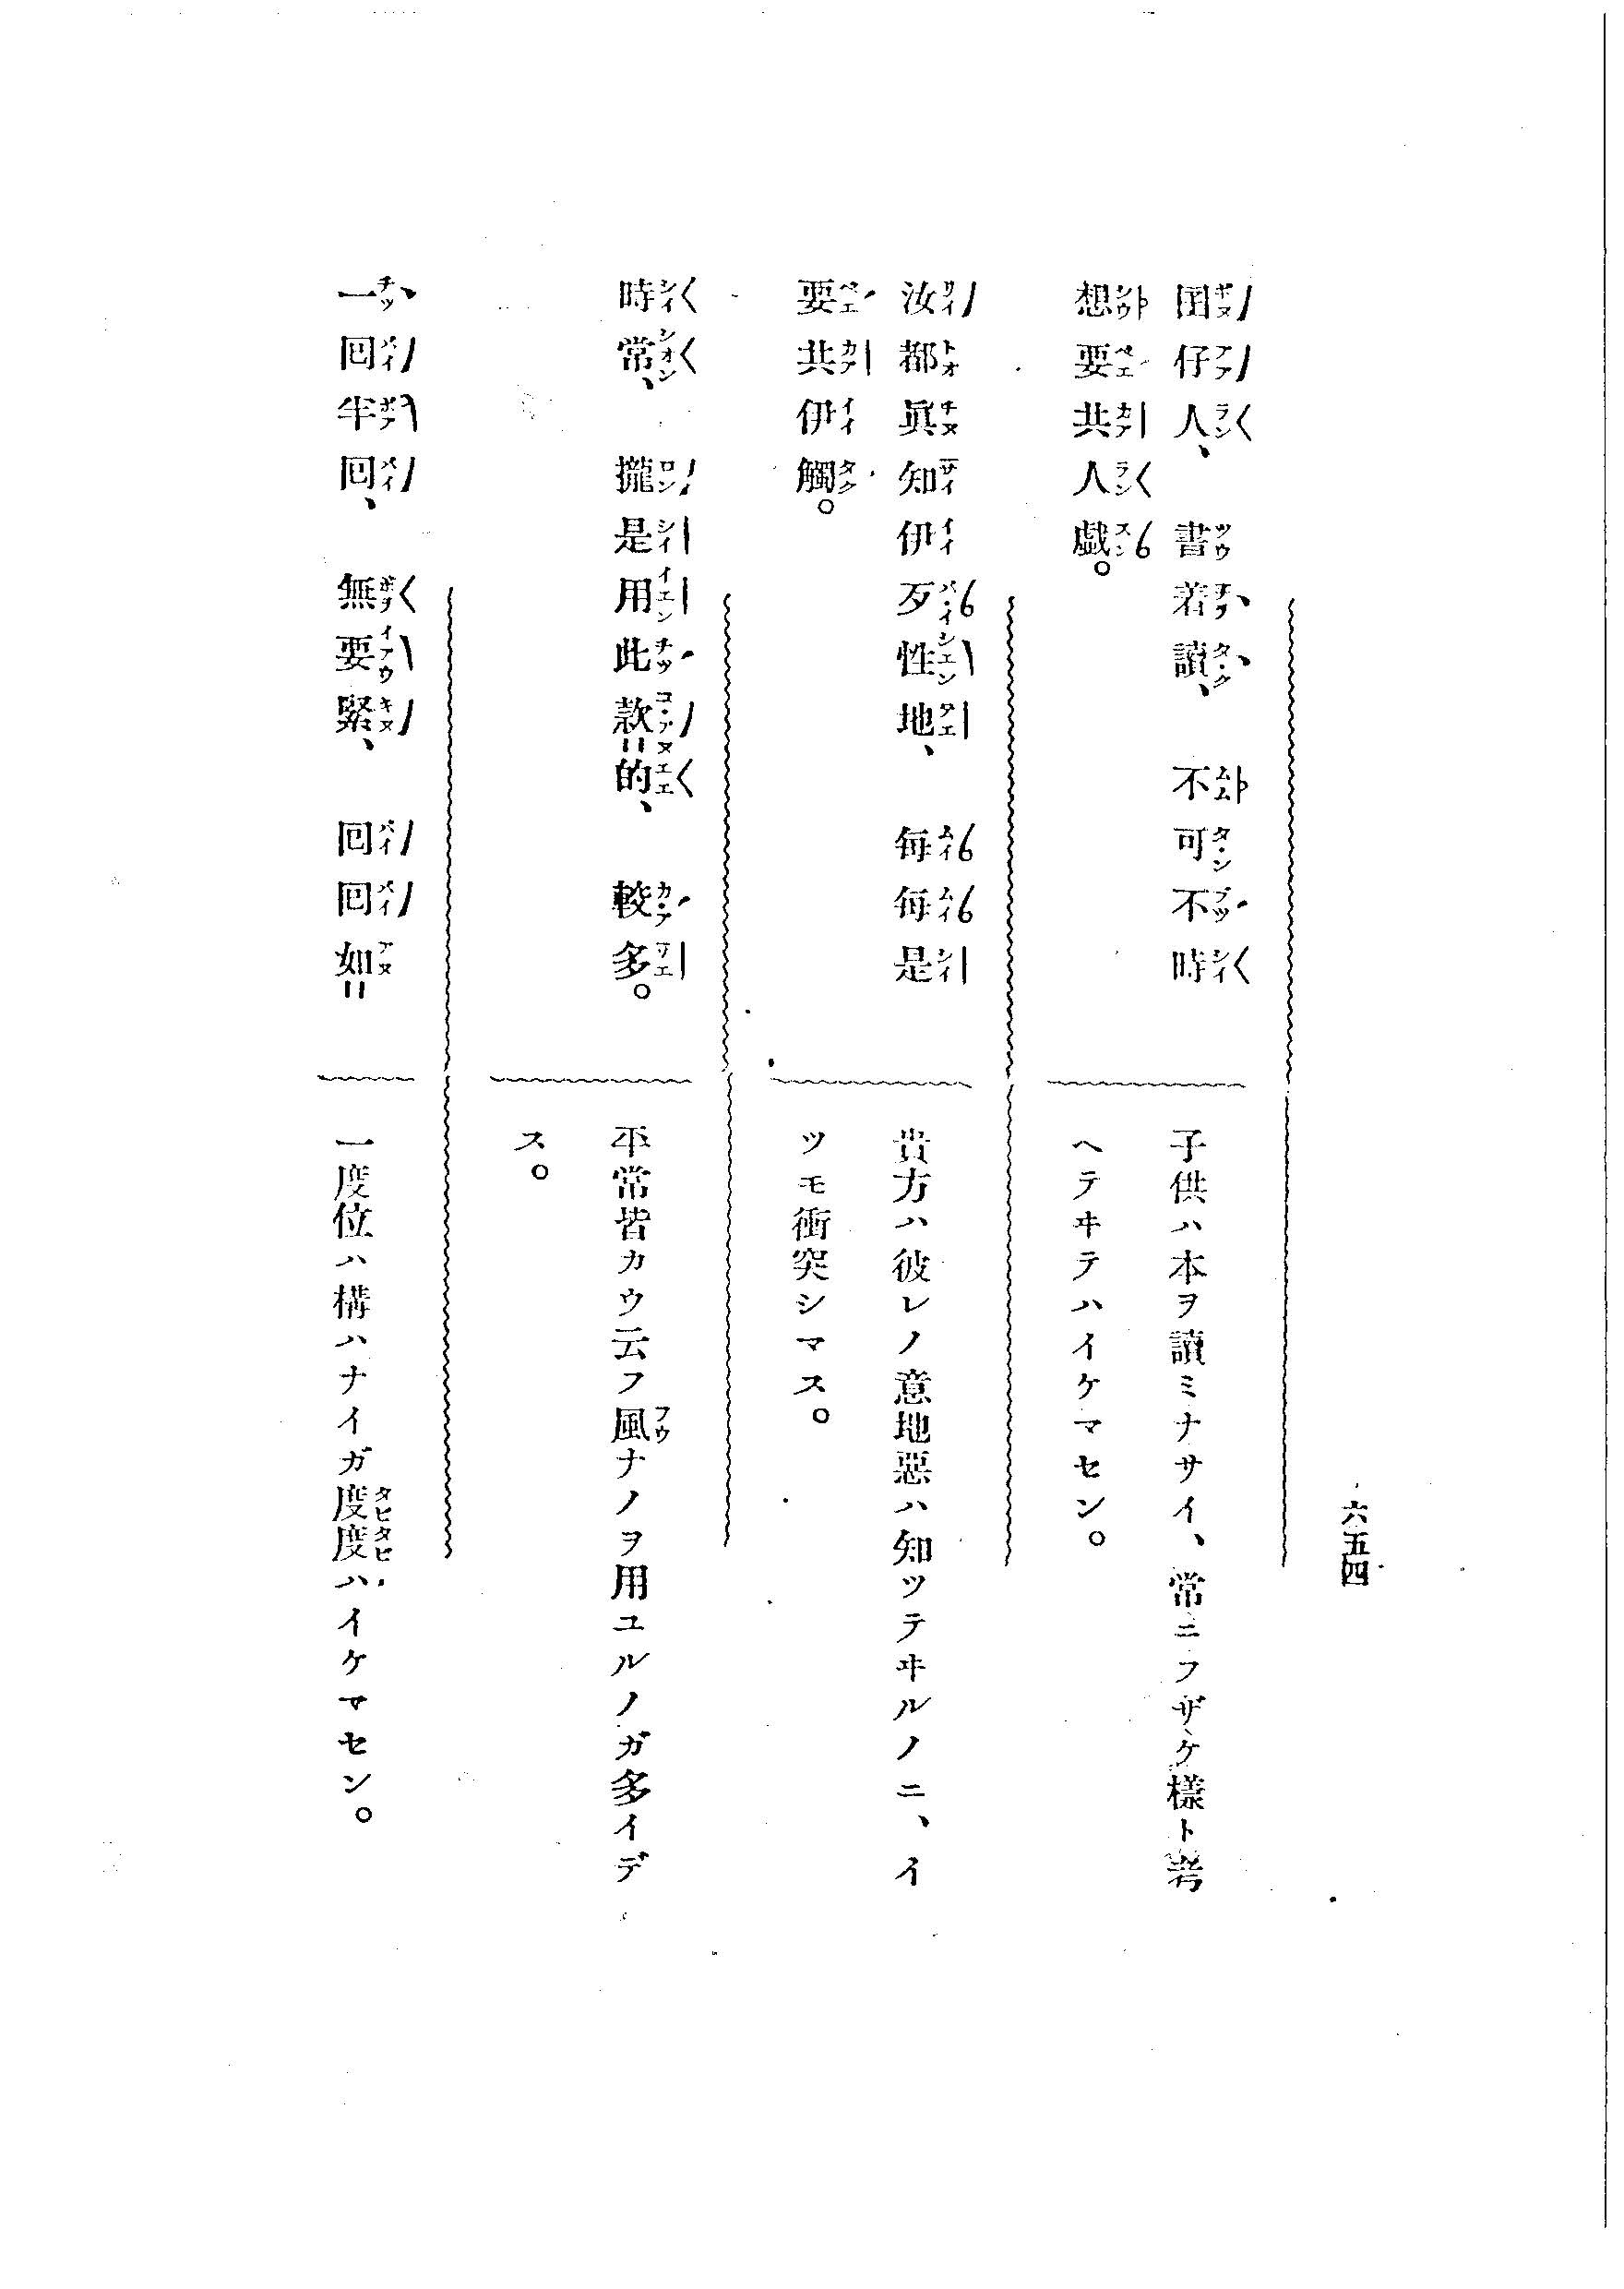 六五四
囝仔人、書着讀、不可不時
想要共人戯。
子供ハ本ヲ讀ミナサイ、常ニフザケ樣ト考
ヘテヰテハイケマセン。
汝都眞知伊歹性地、每每是
要共伊觸。
貴方ハ彼レノ意地惡ハ知ツテヰルノニ、イ
ツモ衝突シマス。
時常、攏是用此款=的、較多。
平常皆カウ云フ風ナノヲ用ユルノガ多イデ
ス。
一回半回、無要緊、回回如=
一度位ハ構ハナイガ度度ハイケマセン。